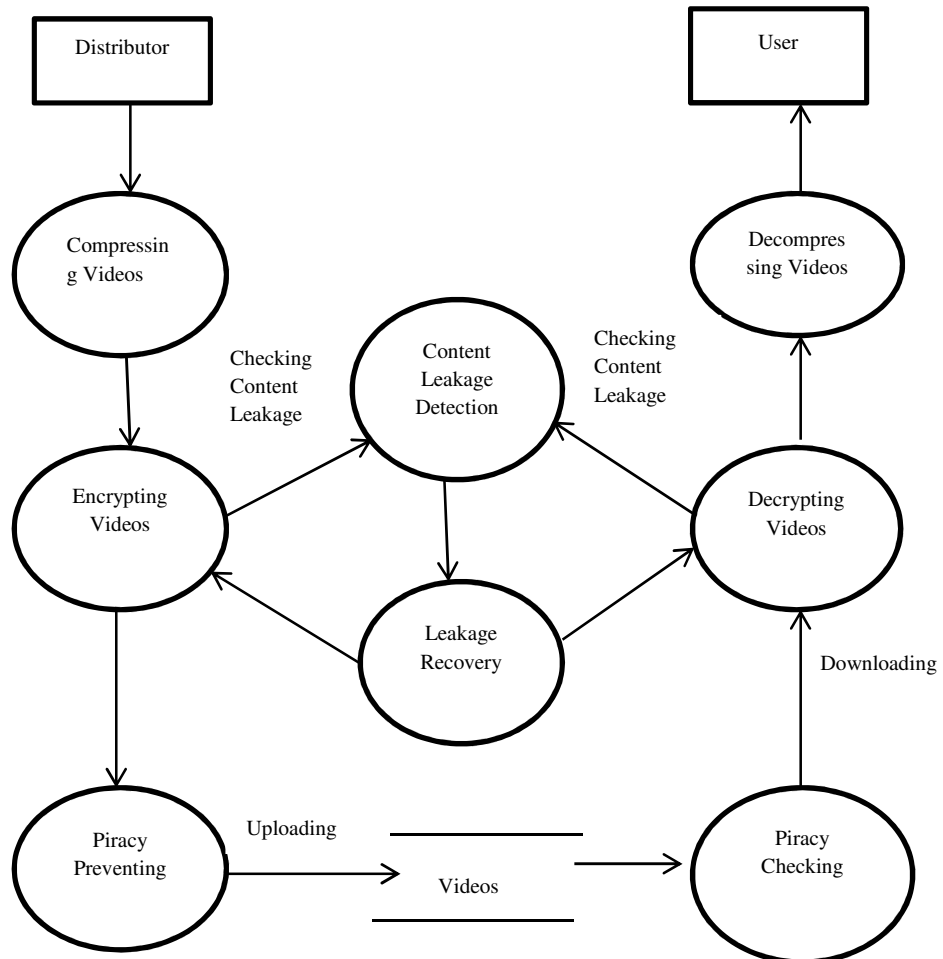 Distributor
User
Compressin
g Videos
Decompres
sing Videos
Checking
Content
Leakage
Content
Leakage
Detection
Checking
Content
Leakage
Encrypting
Videos
Decrypting
Videos
Leakage
Recovery
Downloading
Piracy
Preventing
Uploading
Videos
Piracy
Checking